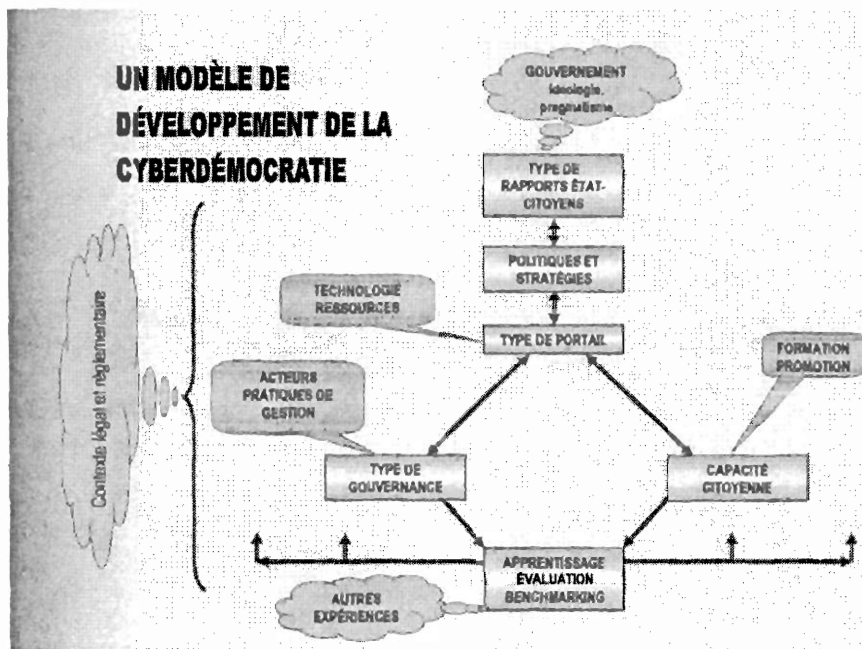 UN MODÈLE DE
DÉVELOPPEMENT DE LA
CYBERDÉMOCRATIE
GOUVERNEMENT
Idéologie,
pragmatisme
TYPE DE
RAPPORTS ÉTAT-
CITOYENS
POLITIQUES ET
STRATÉGIES
TECHNOLOGIE
RESSOURCES
TYPE DE PORTAIL
FORMATION
PROMOTION
ACTEURS
PRATIQUES DE
GESTION
Contexte légal et réglementaire
TYPE DE
GOUVERNANCE
CAPACITÉ
CITOYENNE
APPRENTISSAGE
ÉVALUATION
BENCHMARKING
AUTRES
EXPÉRIENCES